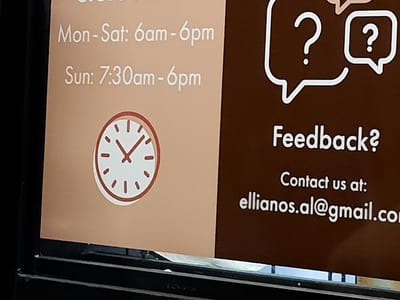 Mon - Sat: 6am - 6pm
Sun: 7:30am - 6pm
? ?
Feedback?
Contact us at:
ellianos.al@gmail.co